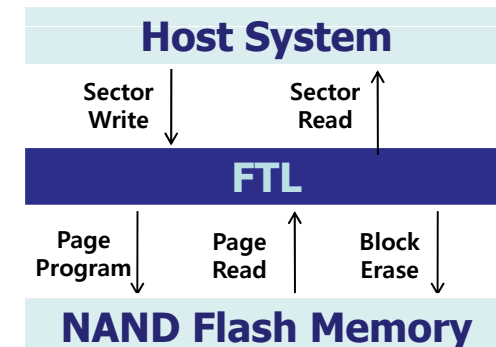 Host System
Sector
Write
Sector
Read
FTL
Page
Program
Page
Read
Block
Erase
NAND Flash Memory